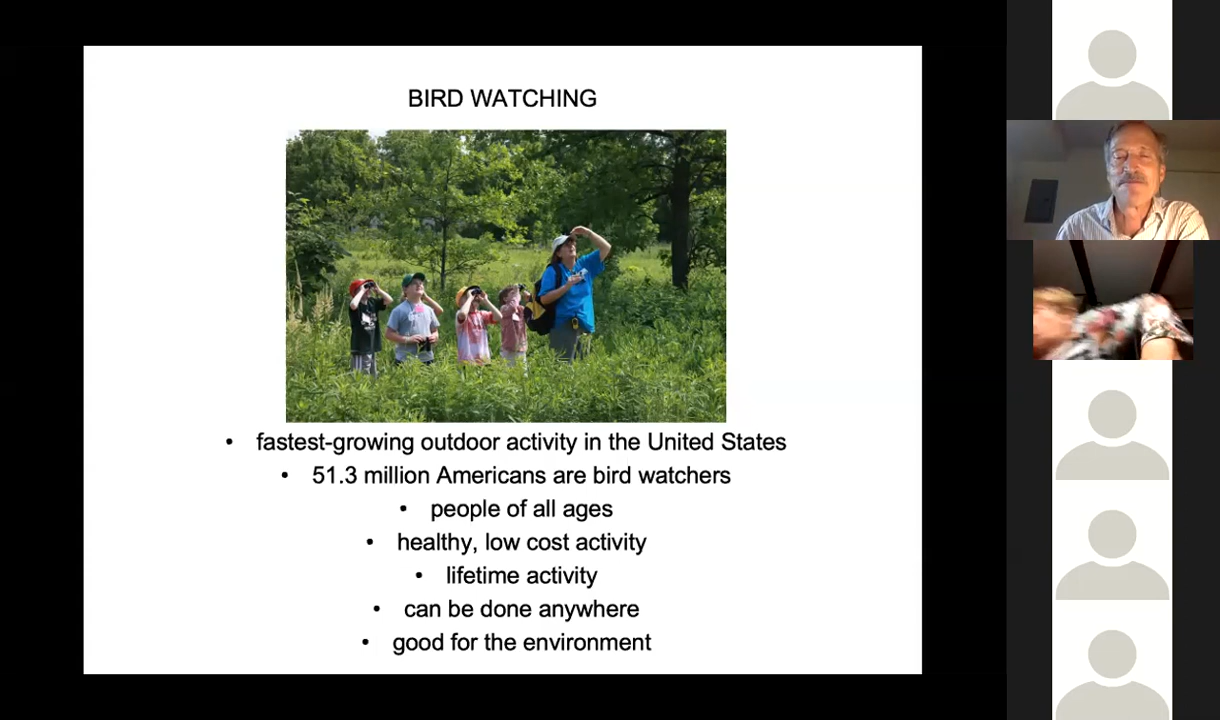 BIRD WATCHING
• fastest-growing outdoor activity in the United States
• 51.3 million Americans are bird watchers
• people of all ages
• healthy, low cost activity
• lifetime activity
• can be done anywhere
• good for the environment